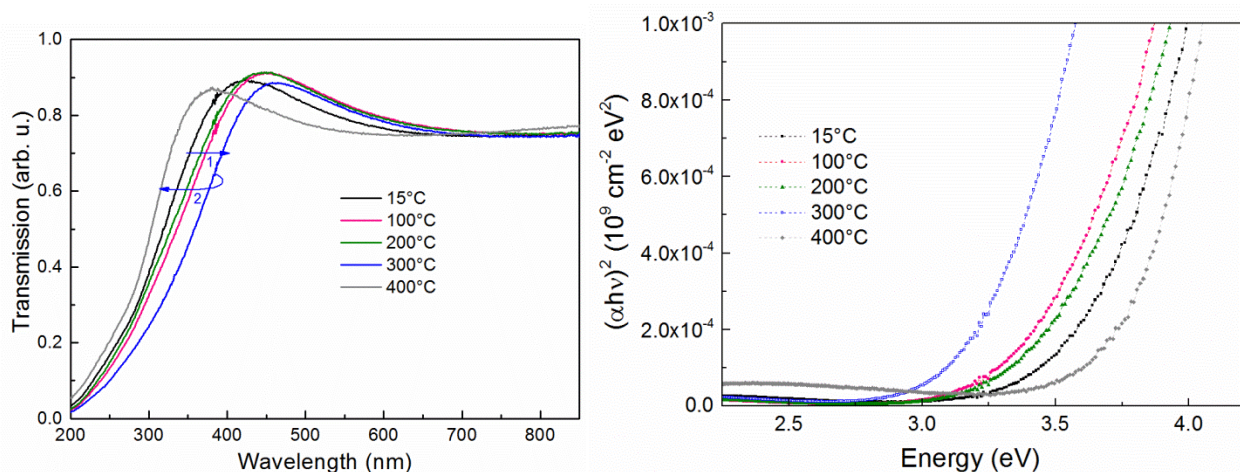 1.0
0.8
0.6
0.4
0.2
0.0
200 300 400 500 600 700 800
Transmission (arb. u.)
Wavelength (nm)
1
2
15°C
100°C
200°C
300°C
400°C
1.0x10⁻³
8.0x10⁻⁴
6.0x10⁻⁴
4.0x10⁻⁴
2.0x10⁻⁴
0.0
2.5 3.0 3.5 4.0
(αhν)² (10⁹ cm⁻² eV²)
Energy (eV)
15°C
100°C
200°C
300°C
400°C